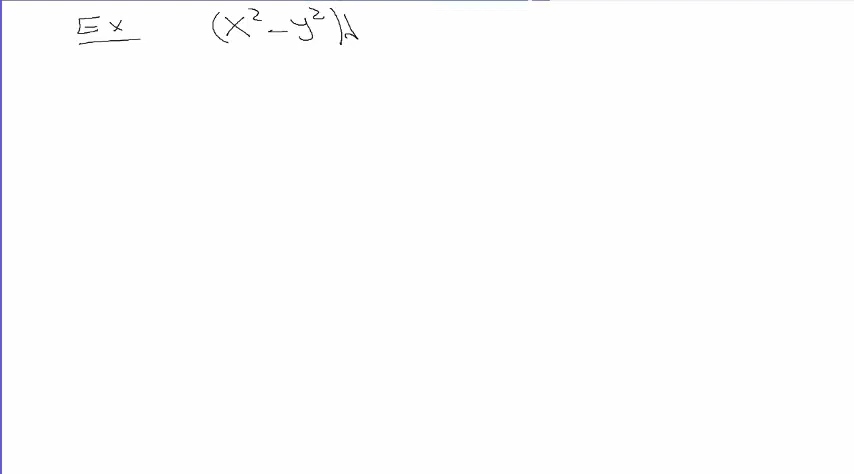 Ex (x² - y²)d